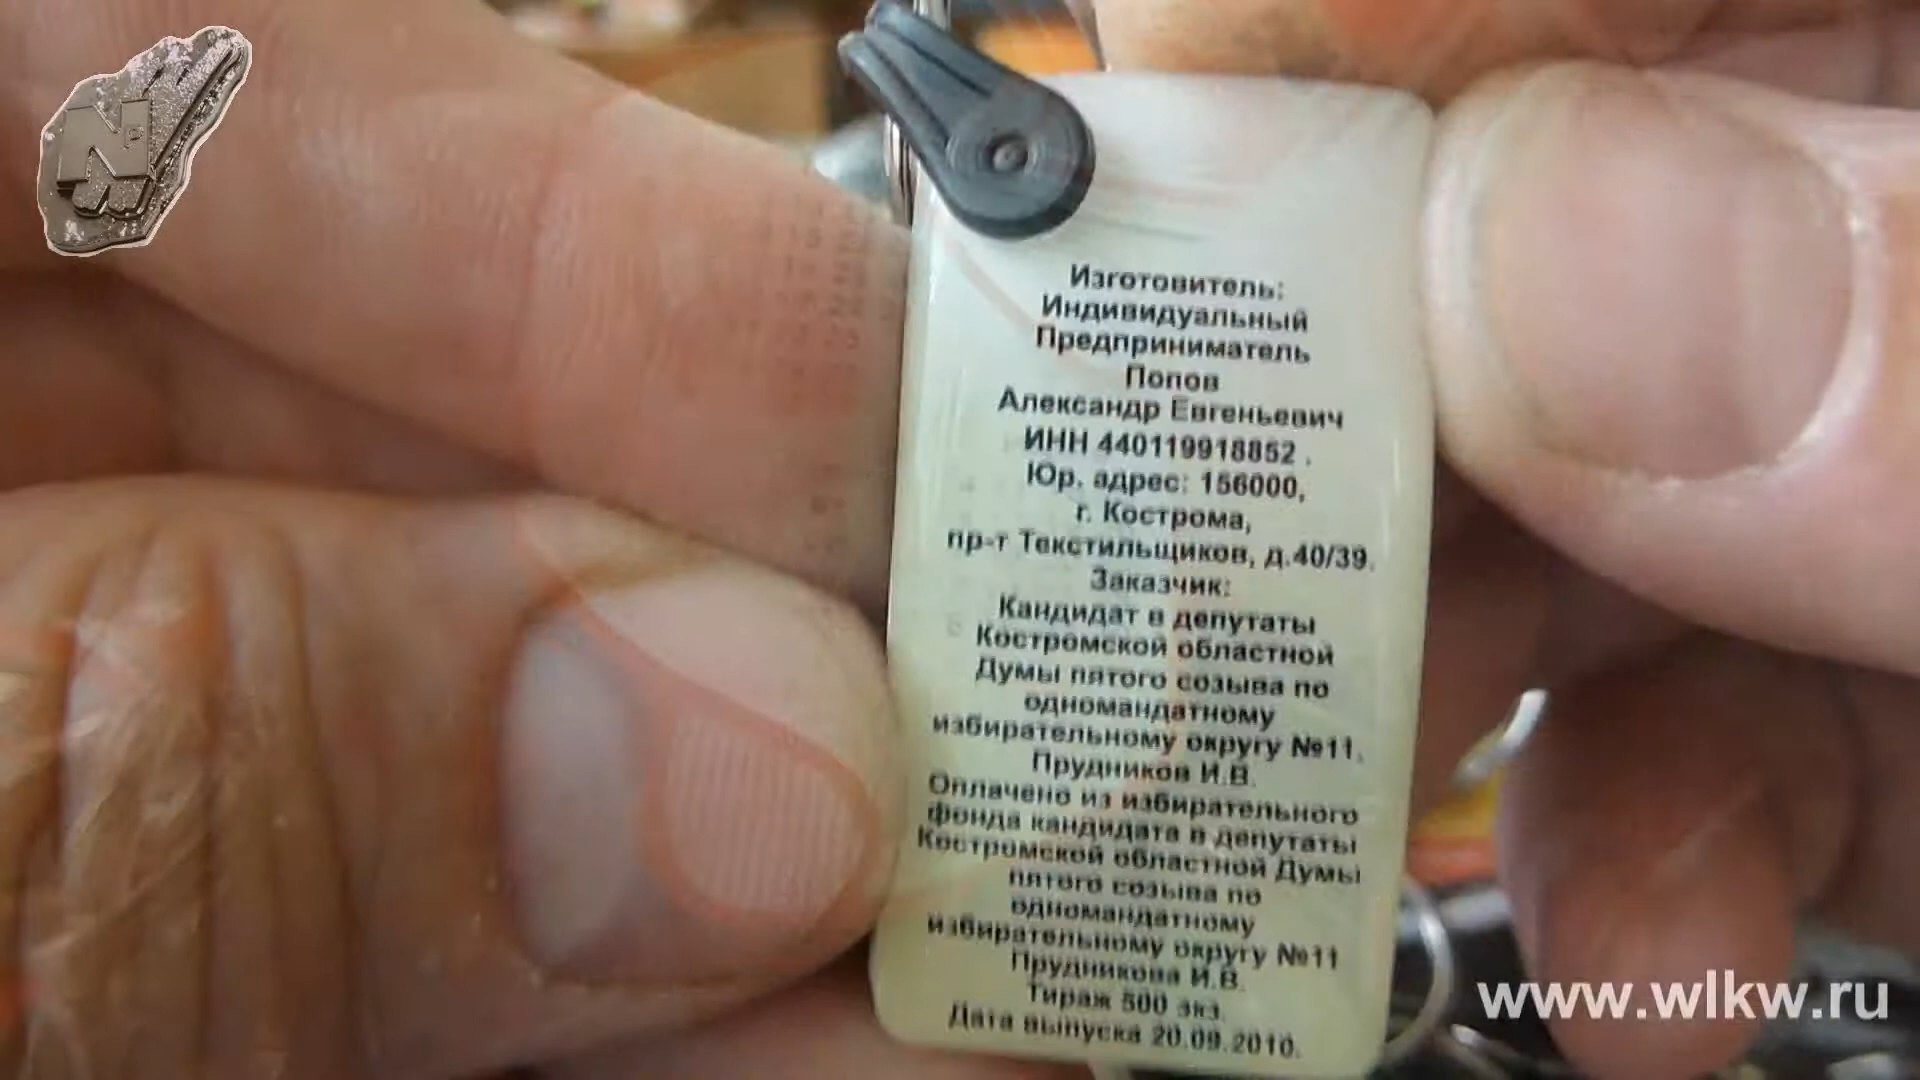 N
Изготовитель:
Индивидуальный
Предприниматель
Попов
Александр Евгеньевич
ИНН 440119918852 .
Юр. адрес: 156000,
г. Кострома,
пр-т Текстильщиков, д.40/39.
Заказчик:
Кандидат в депутаты
Костромской областной
Думы пятого созыва по
одномандатному
избирательному округу №11.
Прудников И.В.
Оплачено из избирательного
фонда кандидата в депутаты
Костромской областной Думы
пятого созыва по
одномандатному
избирательному округу №11
Прудникова И.В.
Тираж 500 экз.
Дата выпуска 20.09.2010.
www.wlkw.ru